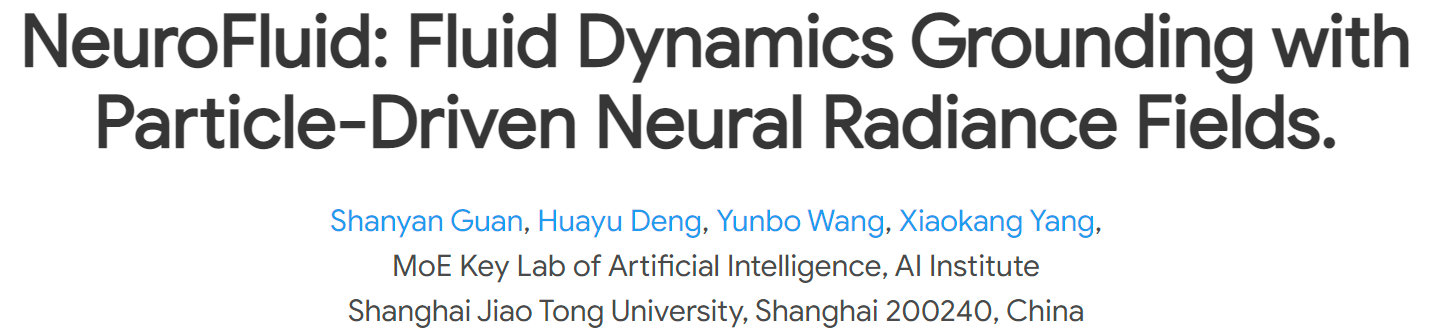 NeuroFluid: Fluid Dynamics Grounding with
Particle-Driven Neural Radiance Fields.
Shanyan Guan, Huayu Deng, Yunbo Wang, Xiaokang Yang,
MoE Key Lab of Artificial Intelligence, AI Institute
Shanghai Jiao Tong University, Shanghai 200240, China